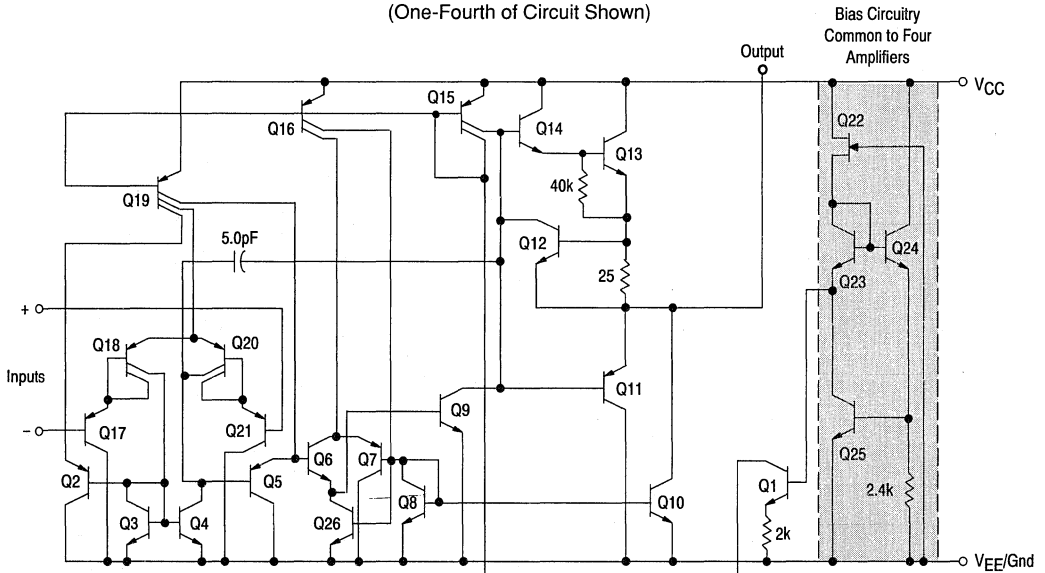 (One-Fourth of Circuit Shown)
Bias Circuitry
Common to Four
Amplifiers
Output
VCC
Q15
Q16
Q14
Q22
Q13
40k
Q19
Q12
Q24
5.0pF
25
Q23
+
Q18
Q20
Inputs
Q11
Q9
–
Q17
Q21
Q25
Q2
Q5
Q6
Q7
Q1
2.4k
Q3
Q4
Q26
Q8
Q10
2k
VEE/Gnd